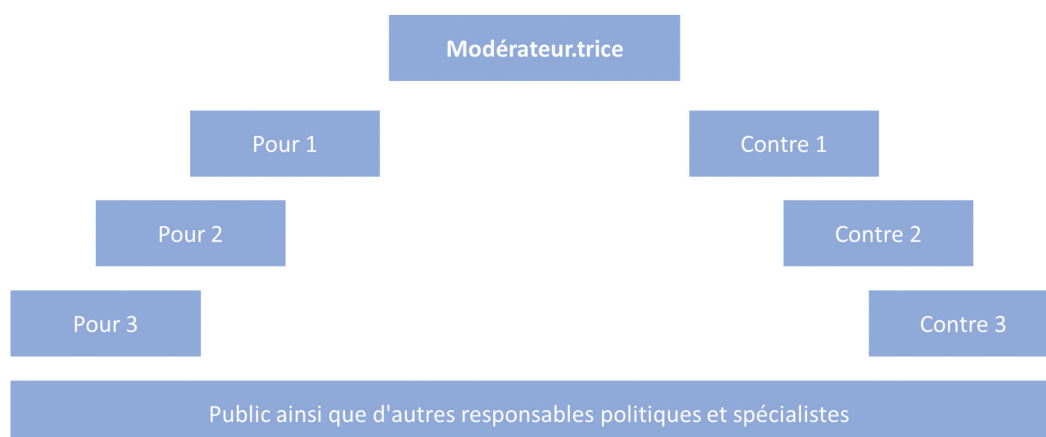 Modérateur.trice
Pour 1
Contre 1
Pour 2
Contre 2
Pour 3
Contre 3
Public ainsi que d'autres responsables politiques et spécialistes